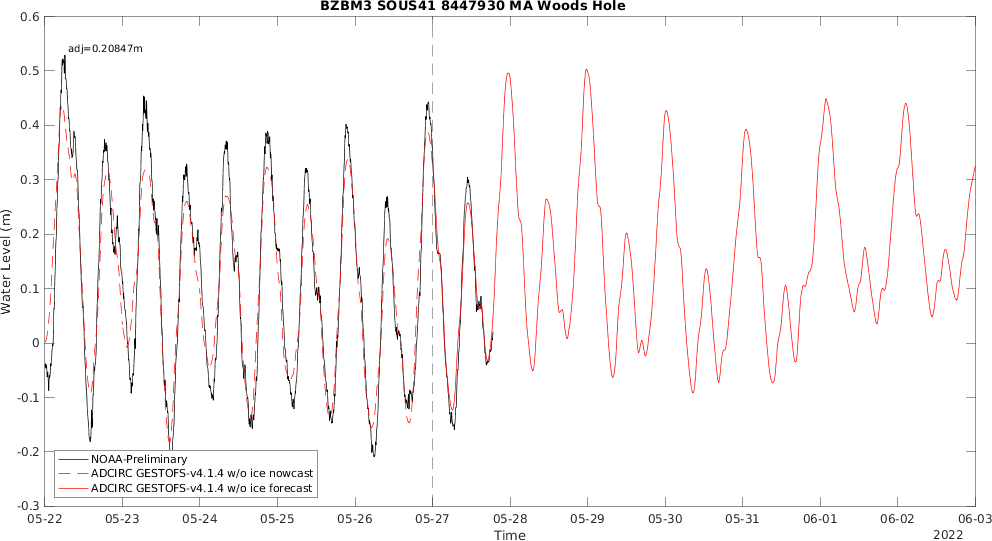 BZBM3 SOUS41 8447930 MA Woods Hole
adj=0.20847m
0.6
0.5
0.4
0.3
0.2
0.1
0
-0.1
-0.2
-0.3
Water Level (m)
NOAA-Preliminary
ADCIRC GESTOFS-v4.1.4 w/o ice nowcast
ADCIRC GESTOFS-v4.1.4 w/o ice forecast
05-22 05-23 05-24 05-25 05-26 05-27 05-28 05-29 05-30 05-31 06-01 06-02 06-03
Time
2022